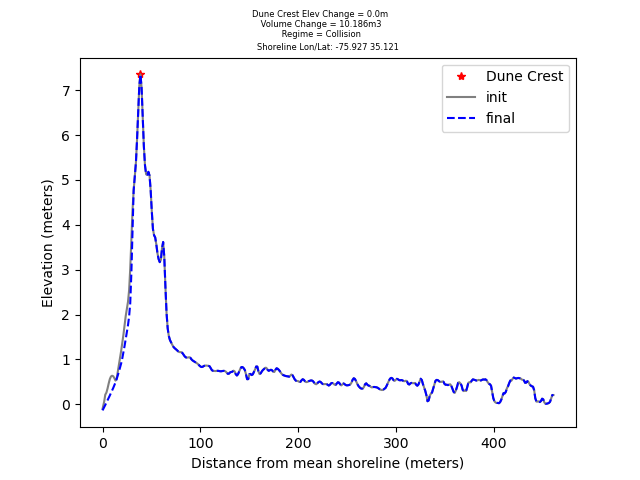 Dune Crest Elev Change = 0.0m
Volume Change = 10.186m3
Regime = Collision
Shoreline Lon/Lat: -75.927 35.121
Dune Crest
init
final
7
6
5
4
3
2
1
0
Elevation (meters)
0 100 200 300 400
Distance from mean shoreline (meters)